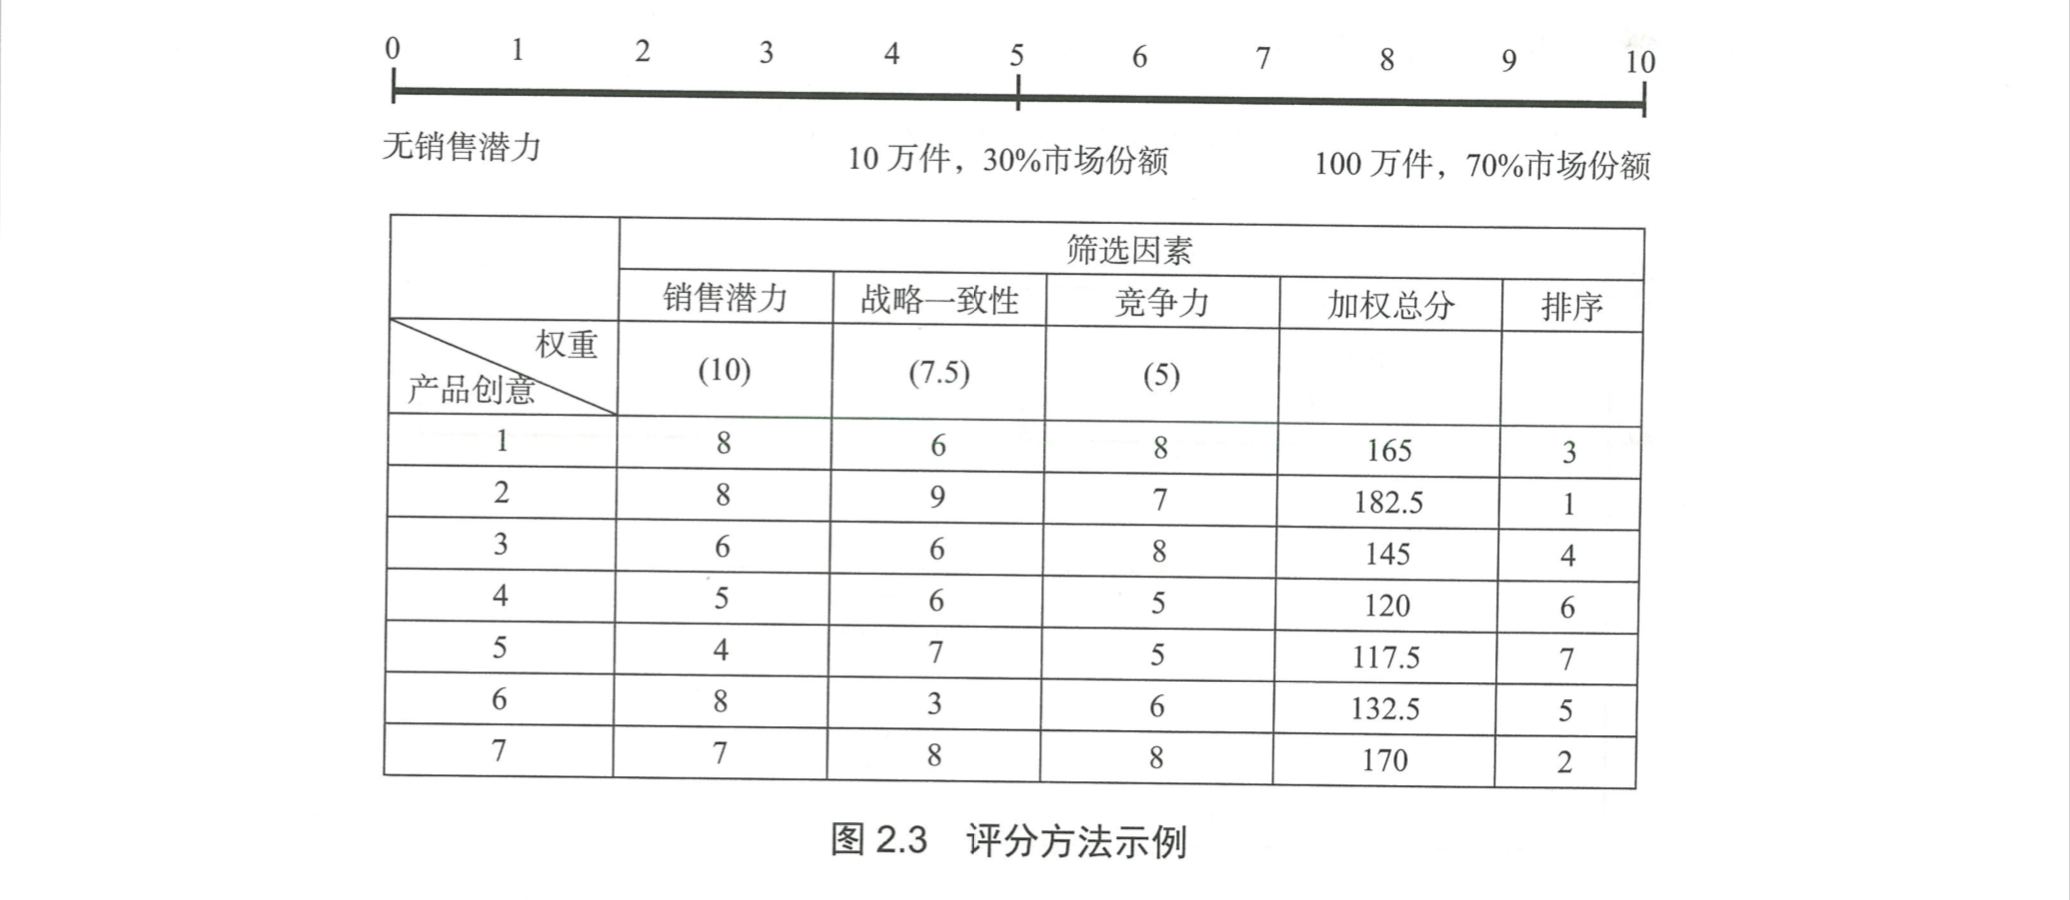 0 1 2 3 4 5 6 7 8 9 10
无销售潜力 10 万件，30%市场份额 100 万件，70%市场份额
筛选因素
销售潜力 战略一致性 竞争力 加权总分 排序
权重
产品创意 (10) (7.5) (5)
1 8 6 8 165 3
2 8 9 7 182.5 1
3 6 6 8 145 4
4 5 6 5 120 6
5 4 7 5 117.5 7
6 8 3 6 132.5 5
7 7 8 8 170 2
图 2.3 评分方法示例